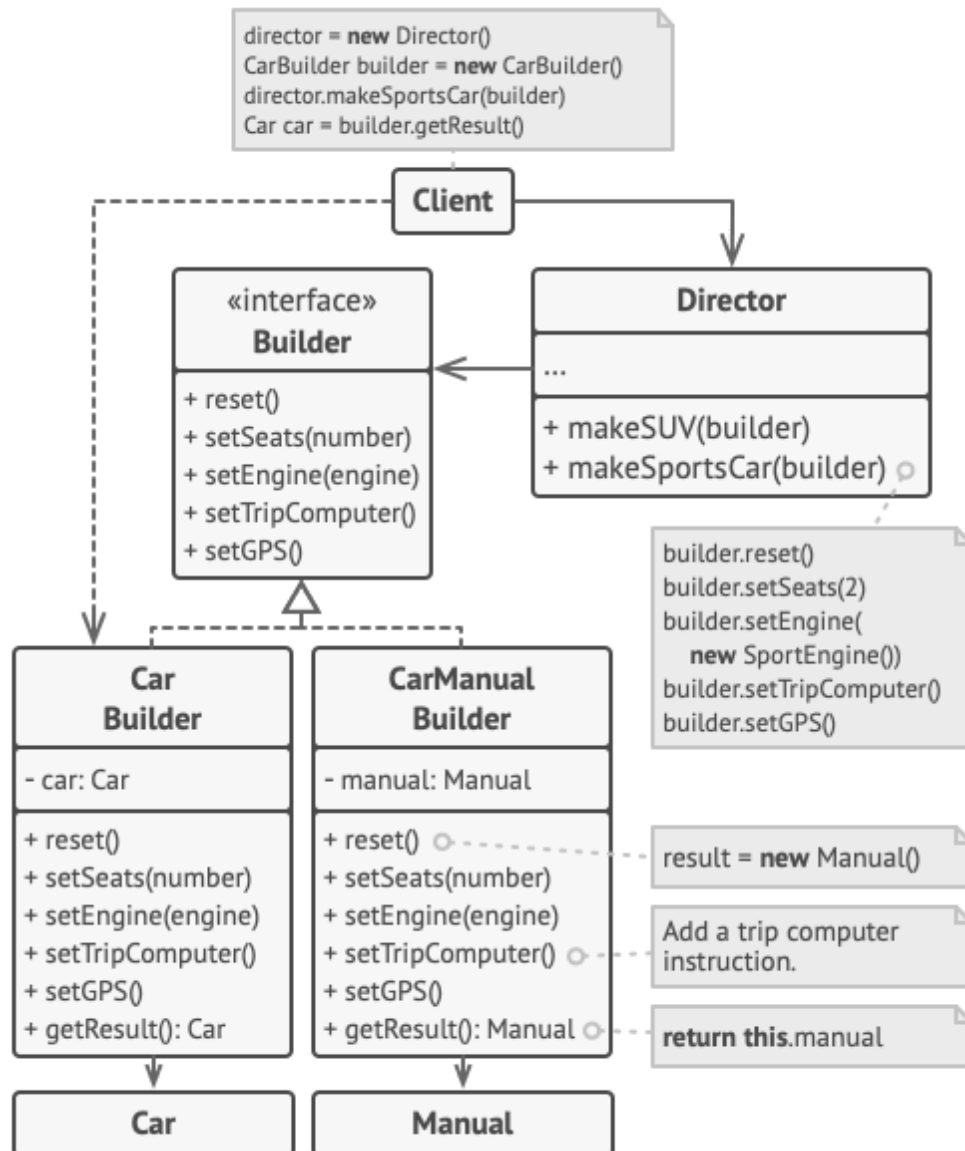 director = new Director()
CarBuilder builder = new CarBuilder()
director.makeSportsCar(builder)
Car car = builder.getResult()
Client
«interface»
Builder
+ reset()
+ setSeats(number)
+ setEngine(engine)
+ setTripComputer()
+ setGPS()
Director
...
+ makeSUV(builder)
+ makeSportsCar(builder)
builder.reset()
builder.setSeats(2)
builder.setEngine(
new SportEngine())
builder.setTripComputer()
builder.setGPS()
Car
Builder
- car: Car
+ reset()
+ setSeats(number)
+ setEngine(engine)
+ setTripComputer()
+ setGPS()
+ getResult(): Car
CarManual
Builder
- manual: Manual
+ reset()
+ setSeats(number)
+ setEngine(engine)
+ setTripComputer()
+ setGPS()
+ getResult(): Manual
result = new Manual()
Add a trip computer
instruction.
return this.manual
Car
Manual